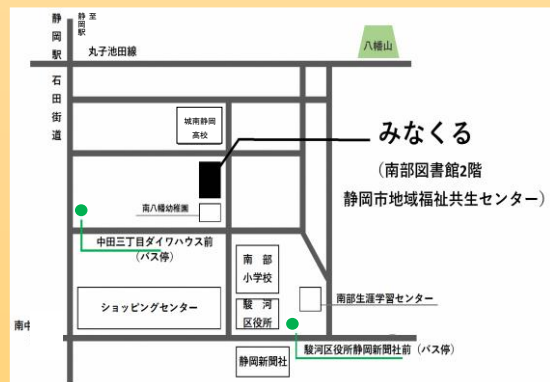 至
静岡駅
静岡駅 石田街道
丸子池田線
八幡山
城南静岡
高校
みなくる
(南部図書館2階
静岡市地域福祉共生センター)
南八幡幼稚園
中田三丁目ダイワハウス前
(バス停)
南部
小学校
ショッピングセンター
駿河
区役所
南部生涯学習センター
南中
駿河区役所静岡新聞社前(バス停)
静岡新聞社